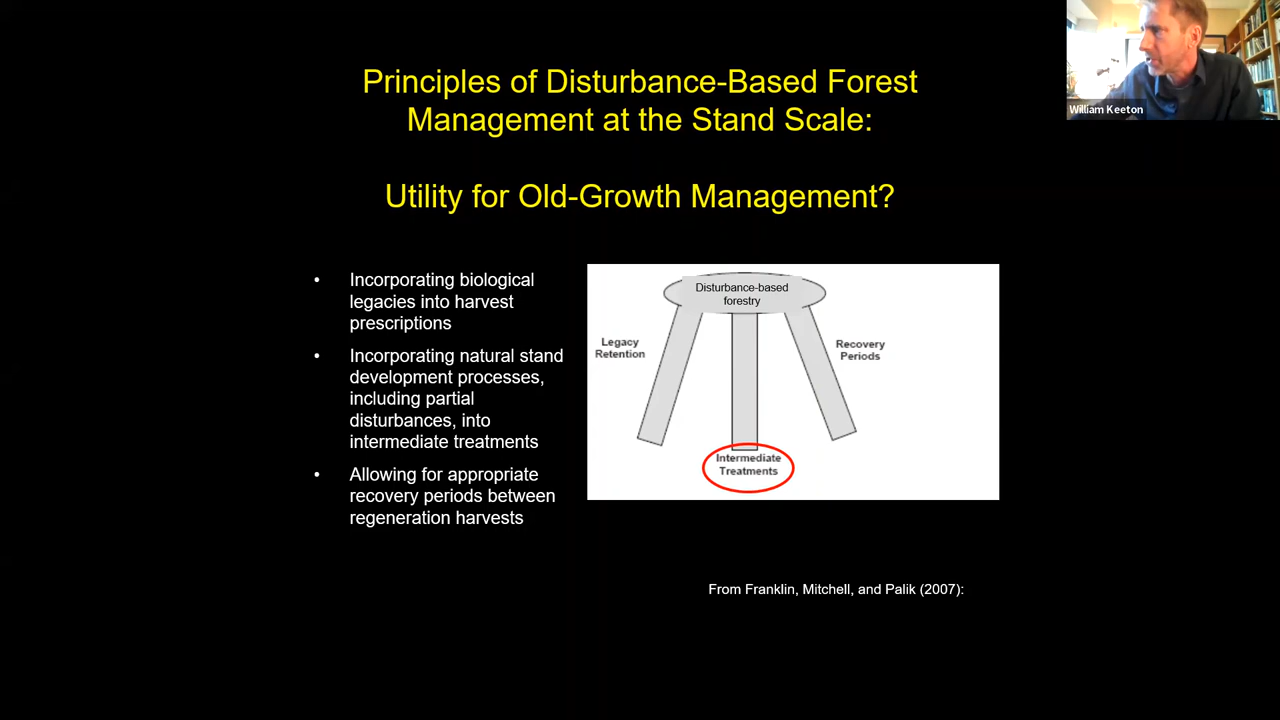 Principles of Disturbance-Based Forest
Management at the Stand Scale:
Utility for Old-Growth Management?
William Keeton
• Incorporating biological
legacies into harvest
prescriptions
• Incorporating natural stand
development processes,
including partial
disturbances, into
intermediate treatments
• Allowing for appropriate
recovery periods between
regeneration harvests
Disturbance-based
forestry
Legacy
Retention
Recovery
Periods
Intermediate
Treatments
From Franklin, Mitchell, and Palik (2007):